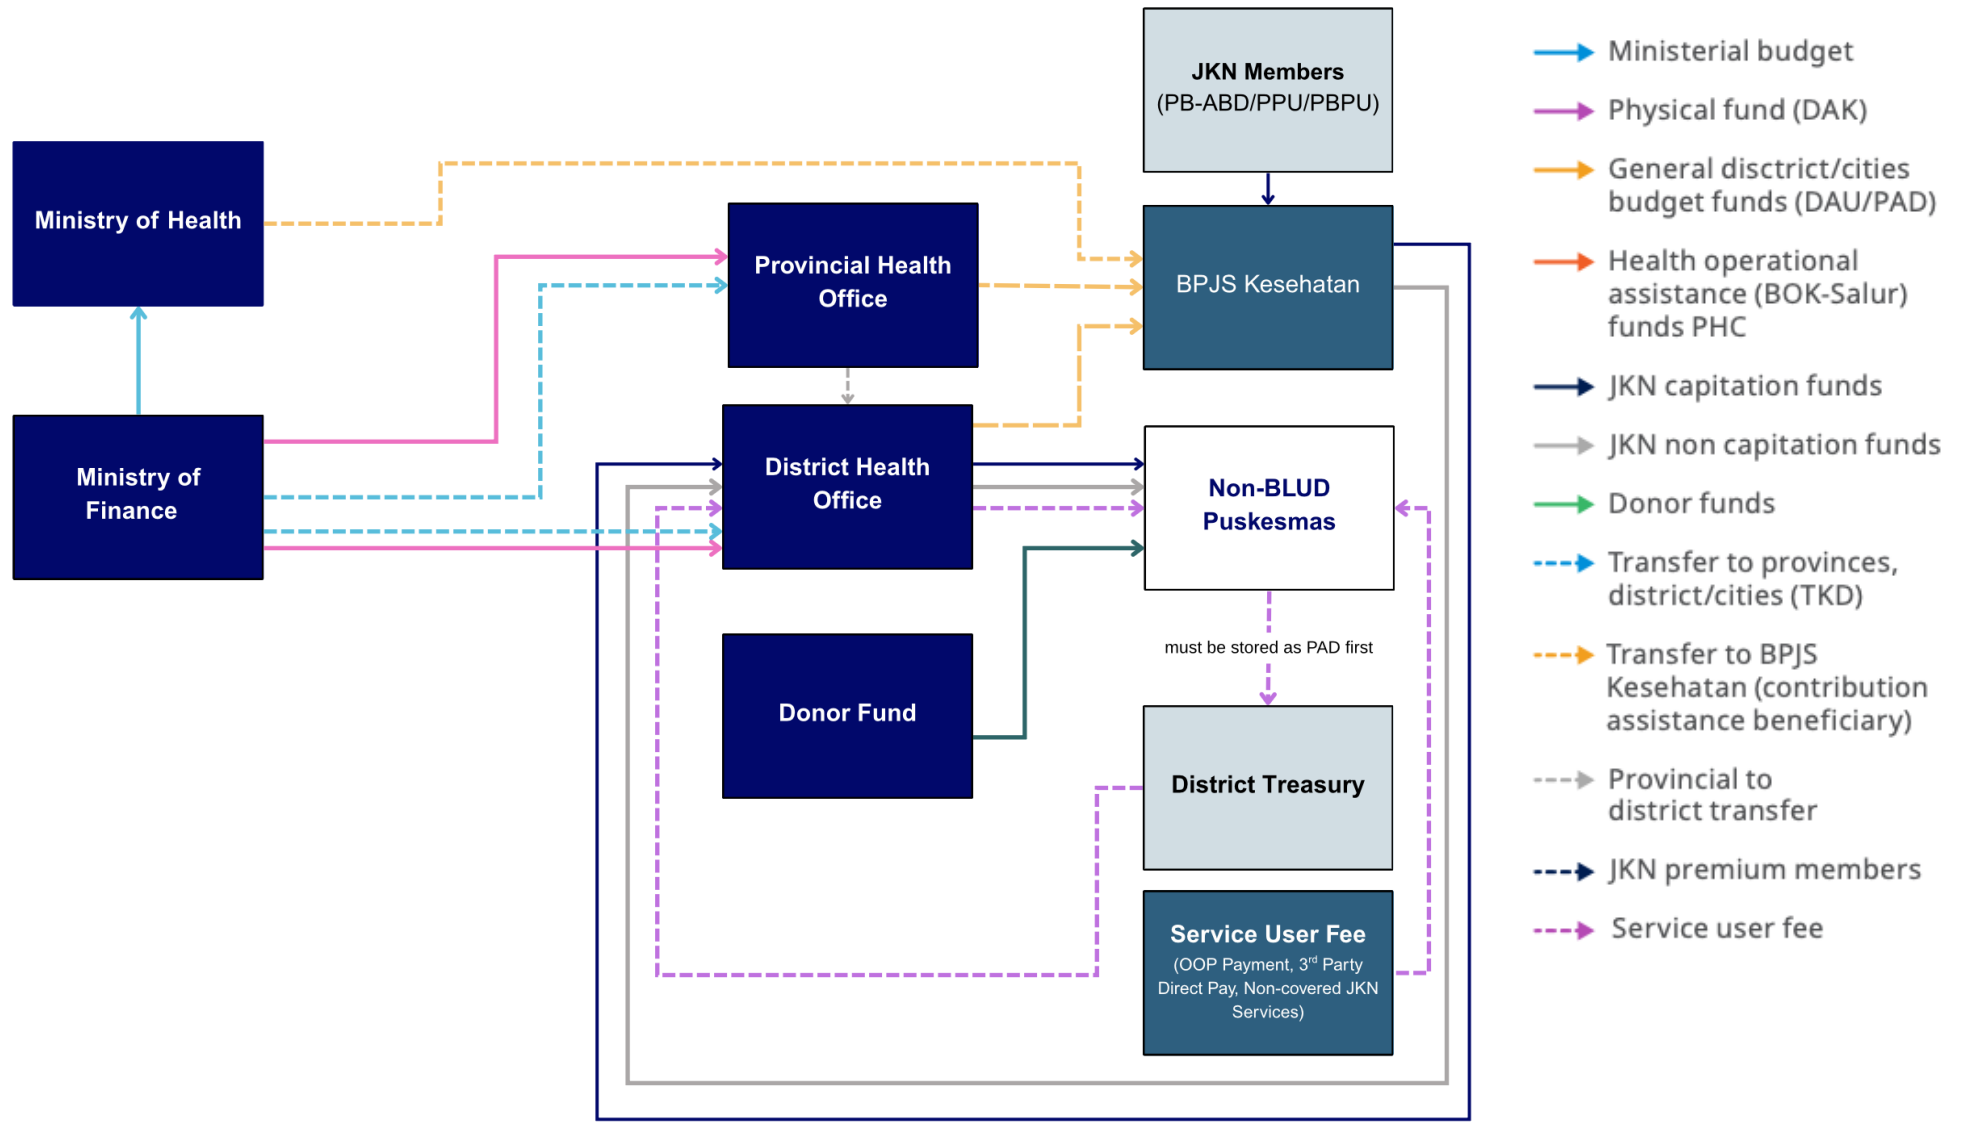 JKN Members
(PB-ABD/PPU/PBPU)
Ministry of Health
Provincial Health
Office
BPJS Kesehatan
Ministry of
Finance
District Health
Office
Non-BLUD
Puskesmas
must be stored as PAD first
Donor Fund
District Treasury
Service User Fee
(OOP Payment, 3rd Party
Direct Pay, Non-covered JKN
Services)
Ministerial budget
Physical fund (DAK)
General disctrict/cities
budget funds (DAU/PAD)
Health operational
assistance (BOK-Salur)
funds PHC
JKN capitation funds
JKN non capitation funds
Donor funds
Transfer to provinces,
district/cities (TKD)
Transfer to BPJS
Kesehatan (contribution
assistance beneficiary)
Provincial to
district transfer
JKN premium members
Service user fee